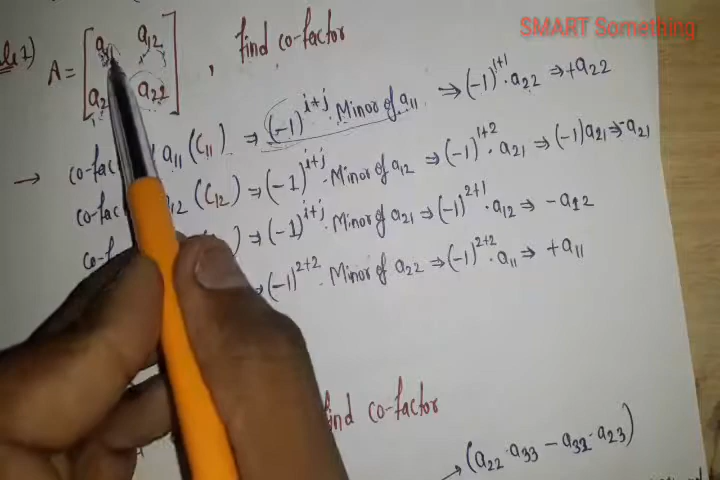 SMART Something
A = [a₁₁ a₁₂ , find co-factor
a₂ a₂₂]
→ co-fac a₁₁ (C₁₁) ⇒ (-1)^i+j . Minor of a₁₁ ⇒ (-1)^1+1 . a₂₂ ⇒ +a₂₂
co-fac a₁₂ (C₁₂) ⇒ (-1)^i+j . Minor of a₁₂ ⇒ (-1)^1+2 . a₂₁ ⇒ (-1)a₂₁ ⇒ -a₂₁
co-f ) ⇒ (-1)^i+j . Minor of a₂₁ ⇒ (-1)^2+1 . a₁₂ ⇒ -a₁₂
⇒ (-1)^2+2 . Minor of a₂₂ ⇒ (-1)^2+2 . a₁₁ ⇒ +a₁₁
find co-factor
→ (a₂₂.a₃₃ - a₃₂.a₂₃)